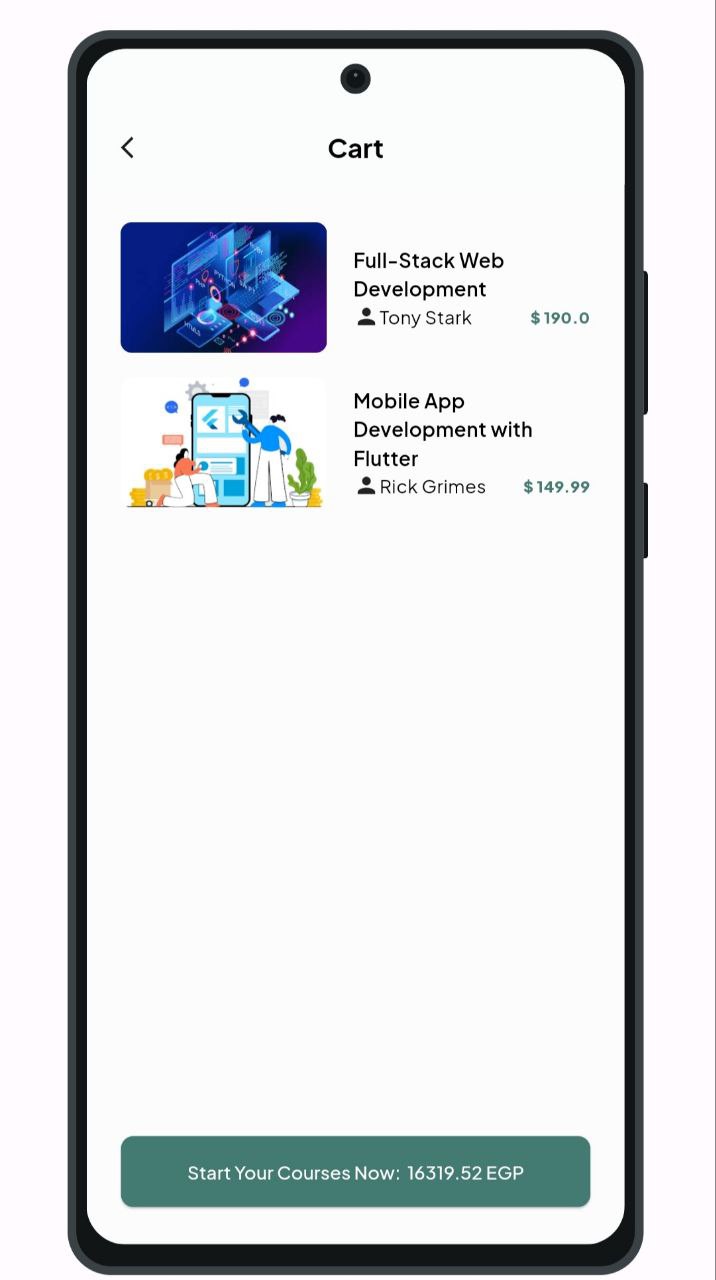 Cart
Full-Stack Web
Development
Tony Stark
$ 190.0
Mobile App
Development with
Flutter
Rick Grimes
$ 149.99
Start Your Courses Now: 16319.52 EGP